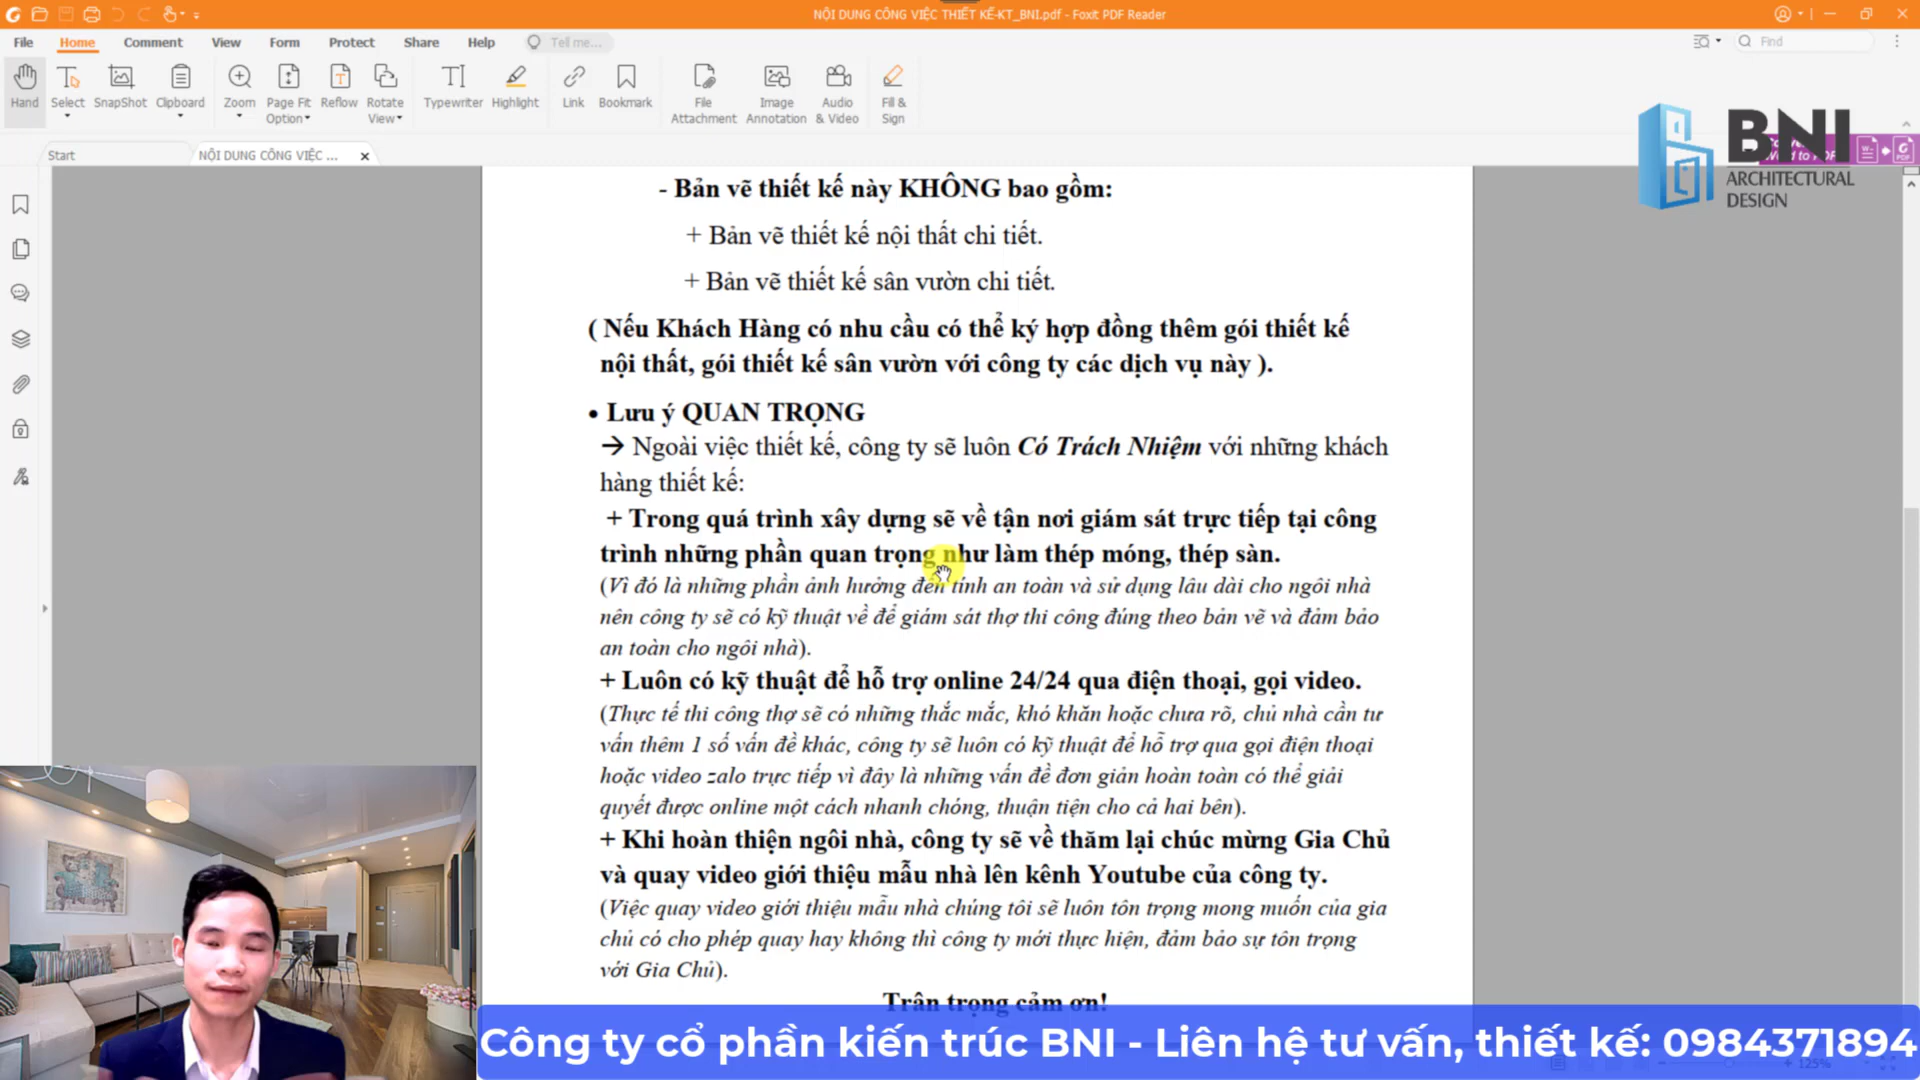 NỘI DUNG CÔNG VIỆC THIẾT KẾ-KT_BNI.pdf - Foxit PDF Reader
File Home Comment View Form Protect Share Help Tell me... Find
Hand Select SnapShot Clipboard Zoom Page Fit Option Reflow Rotate View Typewriter Highlight Link Bookmark File Attachment Image Annotation Audio & Video Fill & Sign
BNI
ARCHITECTURAL
DESIGN
Start NỘI DUNG CÔNG VIỆC ...
- Bản vẽ thiết kế này KHÔNG bao gồm:
+ Bản vẽ thiết kế nội thất chi tiết.
+ Bản vẽ thiết kế sân vườn chi tiết.
( Nếu Khách Hàng có nhu cầu có thể ký hợp đồng thêm gói thiết kế
nội thất, gói thiết kế sân vườn với công ty các dịch vụ này ).
• Lưu ý QUAN TRỌNG
→ Ngoài việc thiết kế, công ty sẽ luôn Có Trách Nhiệm với những khách
hàng thiết kế:
+ Trong quá trình xây dựng sẽ về tận nơi giám sát trực tiếp tại công
trình những phần quan trọng như làm thép móng, thép sàn.
(Vì đó là những phần ảnh hưởng đến tính an toàn và sử dụng lâu dài cho ngôi nhà
nên công ty sẽ có kỹ thuật về để giám sát thợ thi công đúng theo bản vẽ và đảm bảo
an toàn cho ngôi nhà).
+ Luôn có kỹ thuật để hỗ trợ online 24/24 qua điện thoại, gọi video.
(Thực tế thi công thợ sẽ có những thắc mắc, khó khăn hoặc chưa rõ, chủ nhà cần tư
vấn thêm 1 số vấn đề khác, công ty sẽ luôn có kỹ thuật để hỗ trợ qua gọi điện thoại
hoặc video zalo trực tiếp vì đây là những vấn đề đơn giản hoàn toàn có thể giải
quyết được online một cách nhanh chóng, thuận tiện cho cả hai bên).
+ Khi hoàn thiện ngôi nhà, công ty sẽ về thăm lại chúc mừng Gia Chủ
và quay video giới thiệu mẫu nhà lên kênh Youtube của công ty.
(Việc quay video giới thiệu mẫu nhà chúng tôi sẽ luôn tôn trọng mong muốn của gia
chủ có cho phép quay hay không thì công ty mới thực hiện, đảm bảo sự tôn trọng
với Gia Chủ).
Trân trọng cảm ơn!
Công ty cổ phần kiến trúc BNI - Liên hệ tư vấn, thiết kế: 0984371894
125%